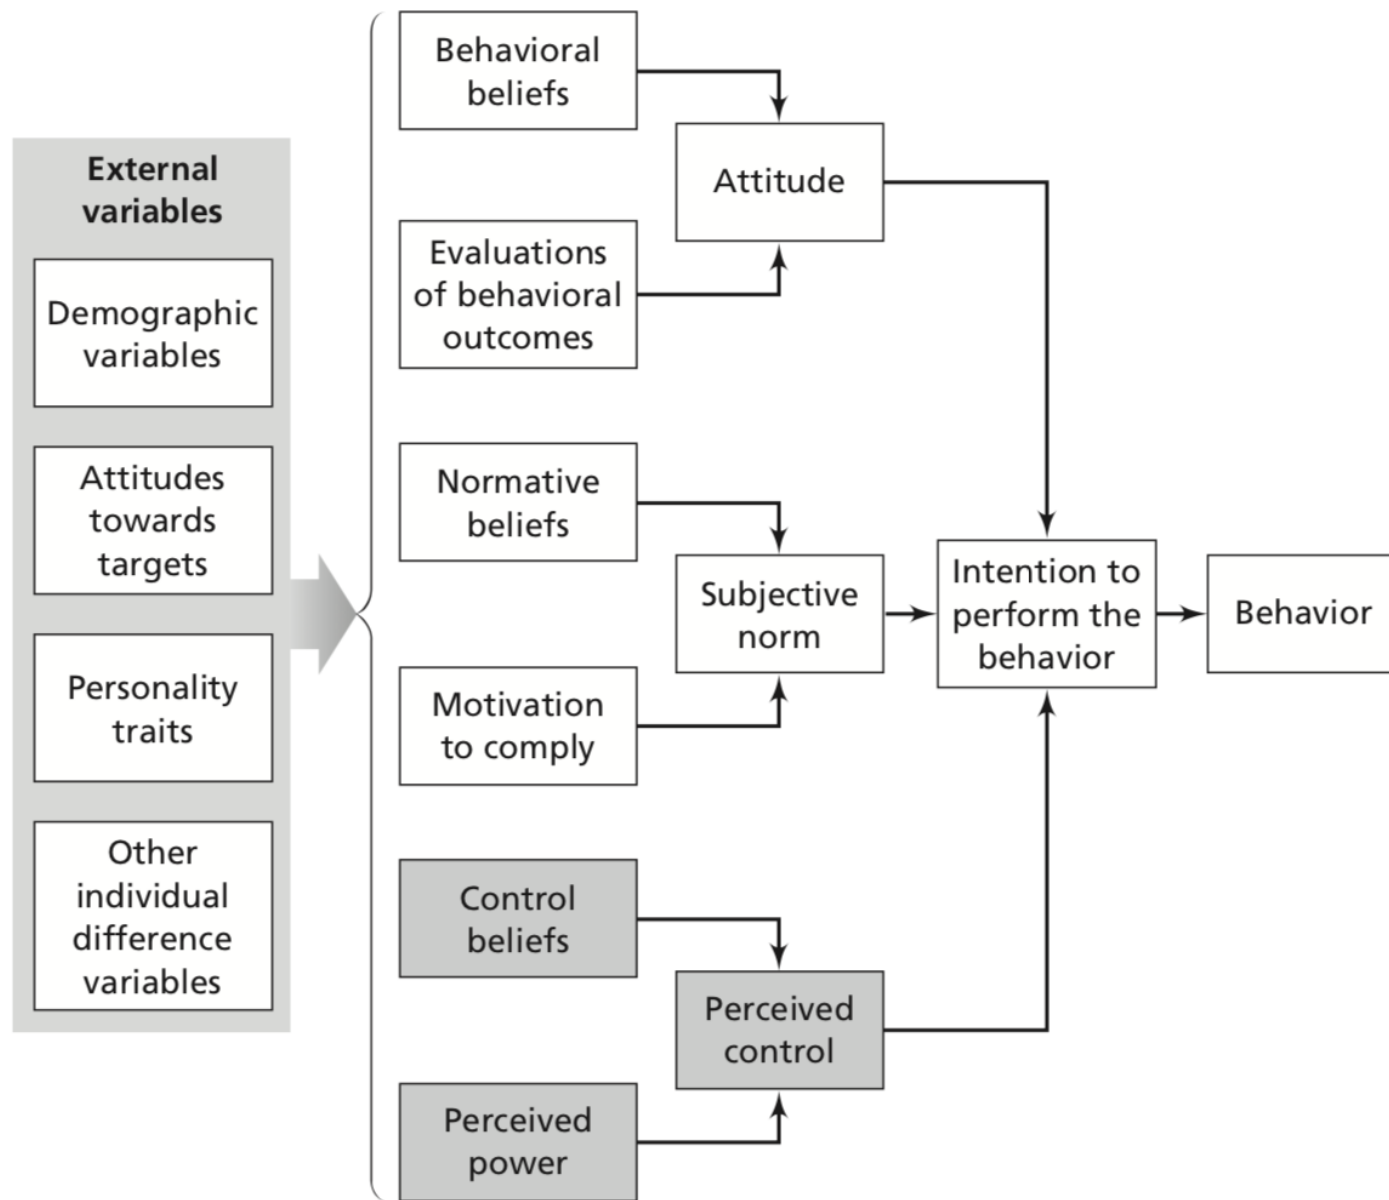 External
variables
Demographic
variables
Attitudes
towards
targets
Personality
traits
Other
individual
difference
variables
Behavioral
beliefs
Evaluations
of behavioral
outcomes
Normative
beliefs
Motivation
to comply
Control
beliefs
Perceived
power
Attitude
Subjective
norm
Perceived
control
Intention to
perform the
behavior
Behavior